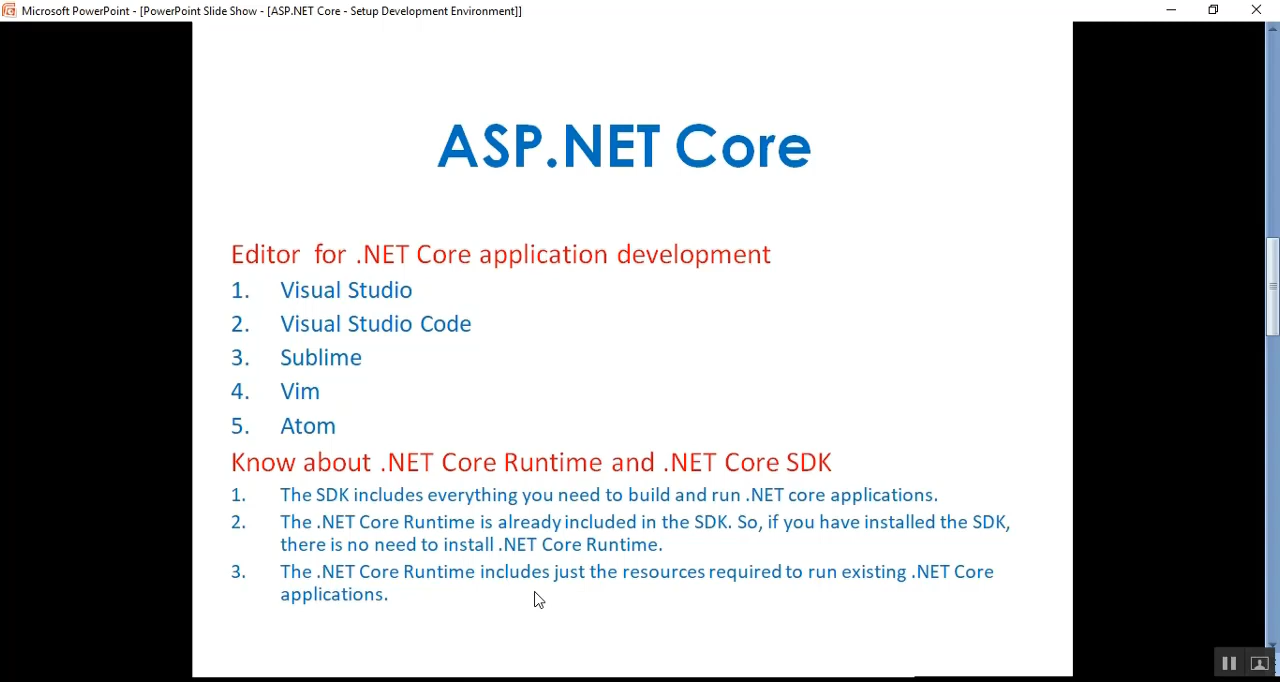 Microsoft PowerPoint - [PowerPoint Slide Show - [ASP.NET Core - Setup Development Environment]]
ASP.NET Core
Editor for .NET Core application development
1. Visual Studio
2. Visual Studio Code
3. Sublime
4. Vim
5. Atom
Know about .NET Core Runtime and .NET Core SDK
1. The SDK includes everything you need to build and run .NET core applications.
2. The .NET Core Runtime is already included in the SDK. So, if you have installed the SDK,
there is no need to install .NET Core Runtime.
3. The .NET Core Runtime includes just the resources required to run existing .NET Core
applications.